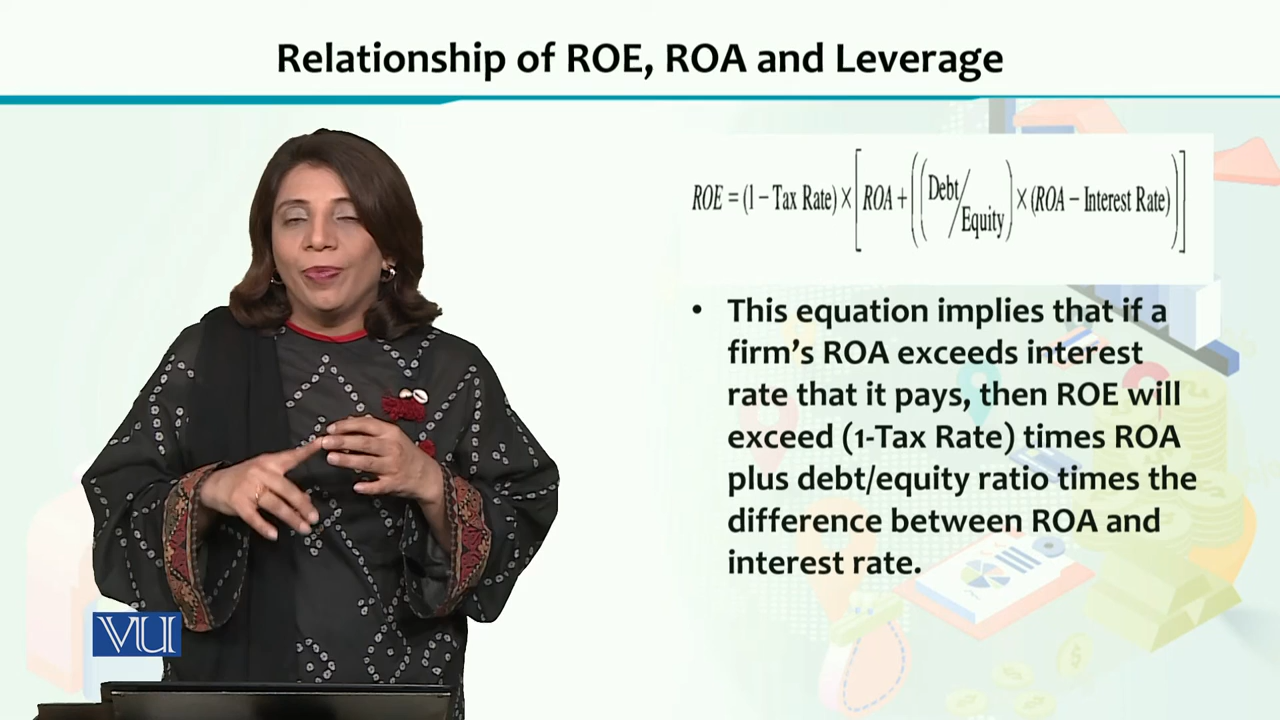 Relationship of ROE, ROA and Leverage
ROE = (1 – Tax Rate) × [ROA + ((Debt/Equity) × (ROA – Interest Rate))]
• This equation implies that if a
firm's ROA exceeds interest
rate that it pays, then ROE will
exceed (1-Tax Rate) times ROA
plus debt/equity ratio times the
difference between ROA and
interest rate.
VU